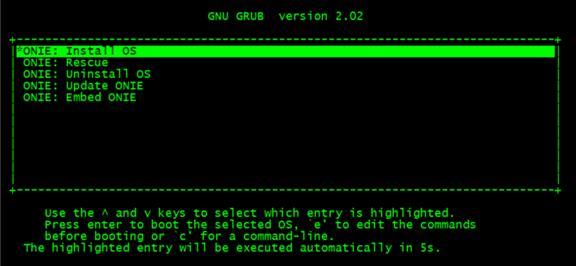 GNU GRUB version 2.02
*ONIE: Install OS
ONIE: Rescue
ONIE: Uninstall OS
ONIE: Update ONIE
ONIE: Embed ONIE
Use the ^ and v keys to select which entry is highlighted.
Press enter to boot the selected OS, `e' to edit the commands
before booting or `c' for a command-line.
The highlighted entry will be executed automatically in 5s.